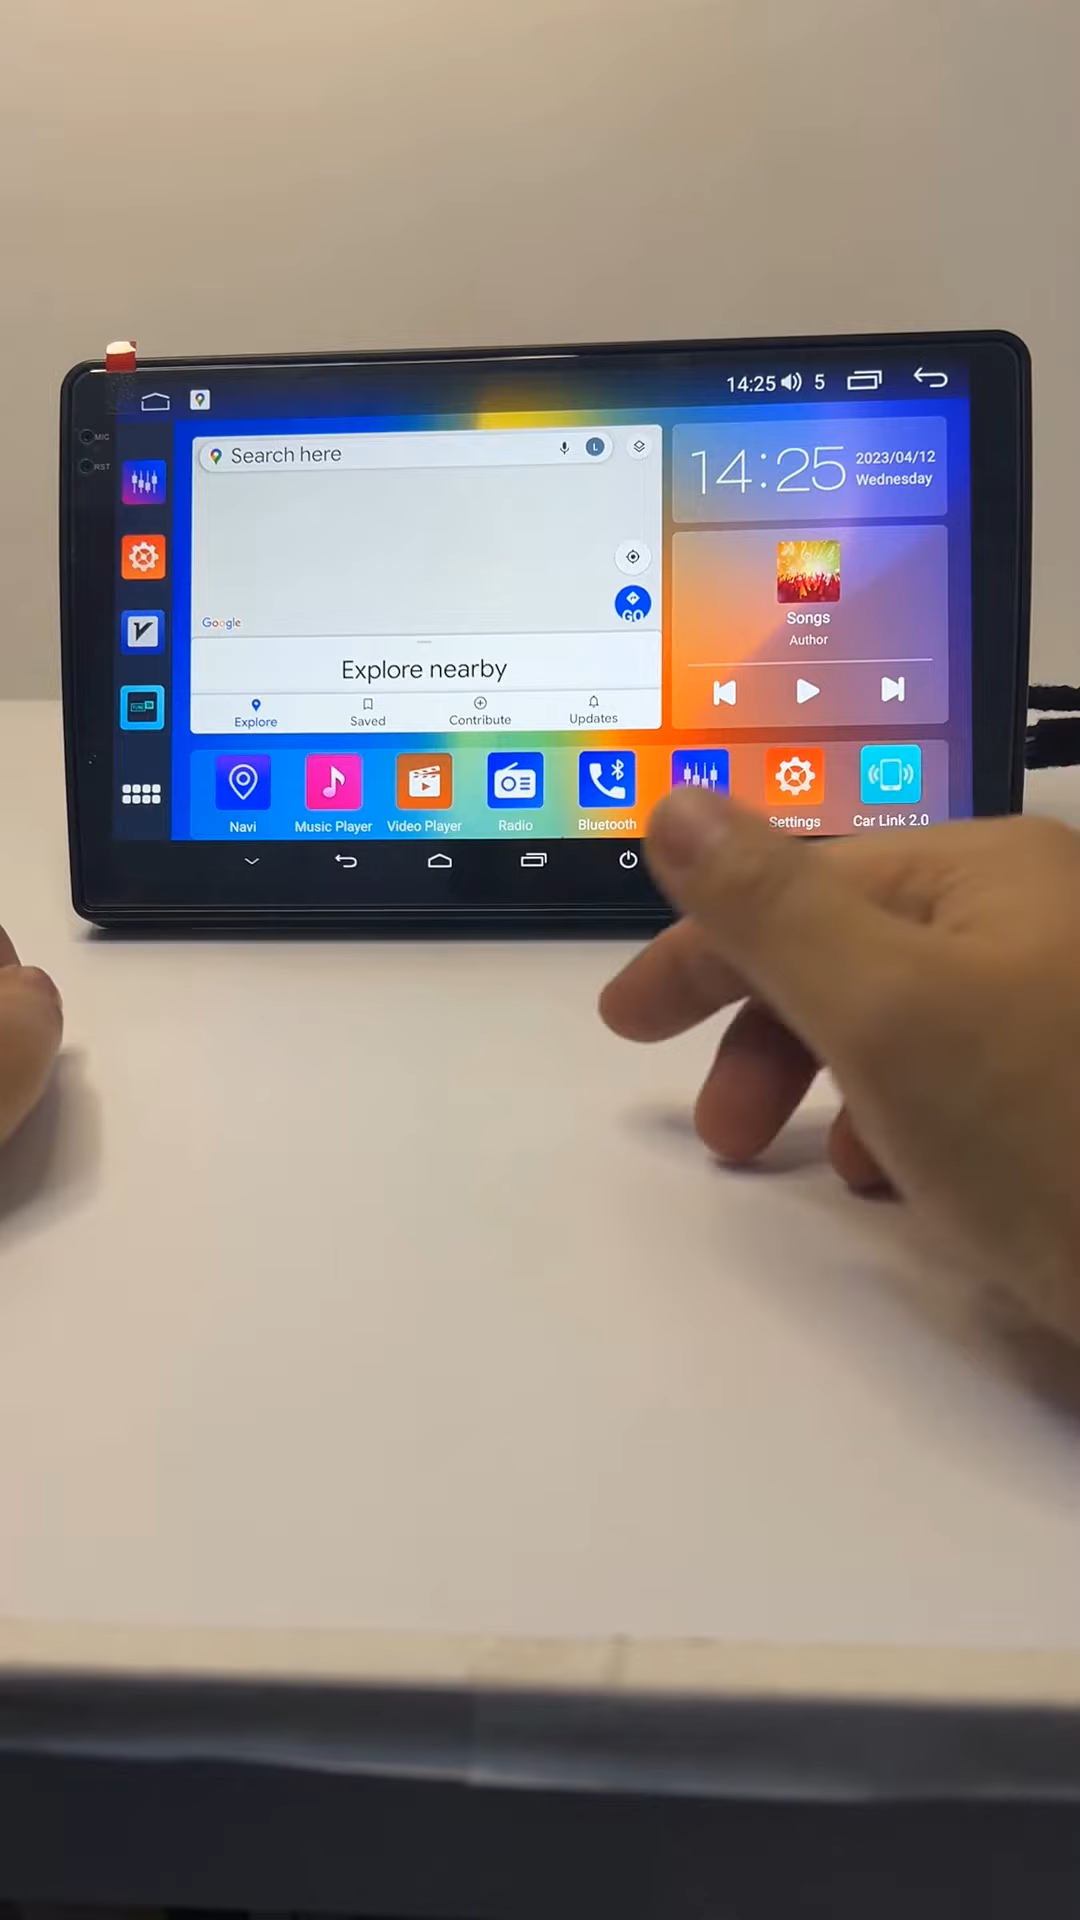 14:25 5
MIC
RST
Search here
L
14:25
2023/04/12
Wednesday
GO
Google
Songs
Author
Explore nearby
Explore
Saved
Contribute
Updates
Navi
Music Player
Video Player
Radio
Bluetooth
Settings
Car Link 2.0